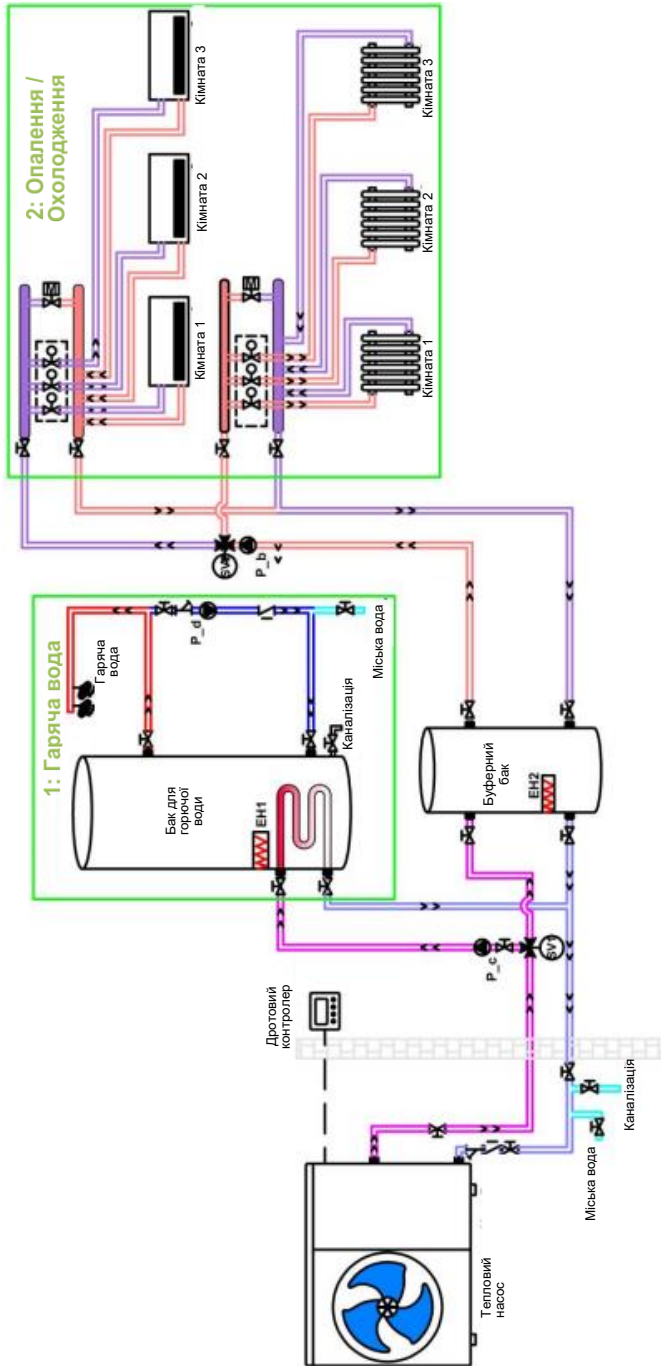 2: Опалення /
Охолодження
Кімната 1
Кімната 2
Кімната 3
M
Кімната 1
Кімната 2
Кімната 3
M
1: Гаряча вода
Гаряча
вода
P_d
Міська вода
Каналізація
Бак для
горючої
води
EH1
P_b
Буферний
бак
EH2
P_c
SV1
Дротовий
контролер
Каналізація
Міська вода
Тепловий
насос